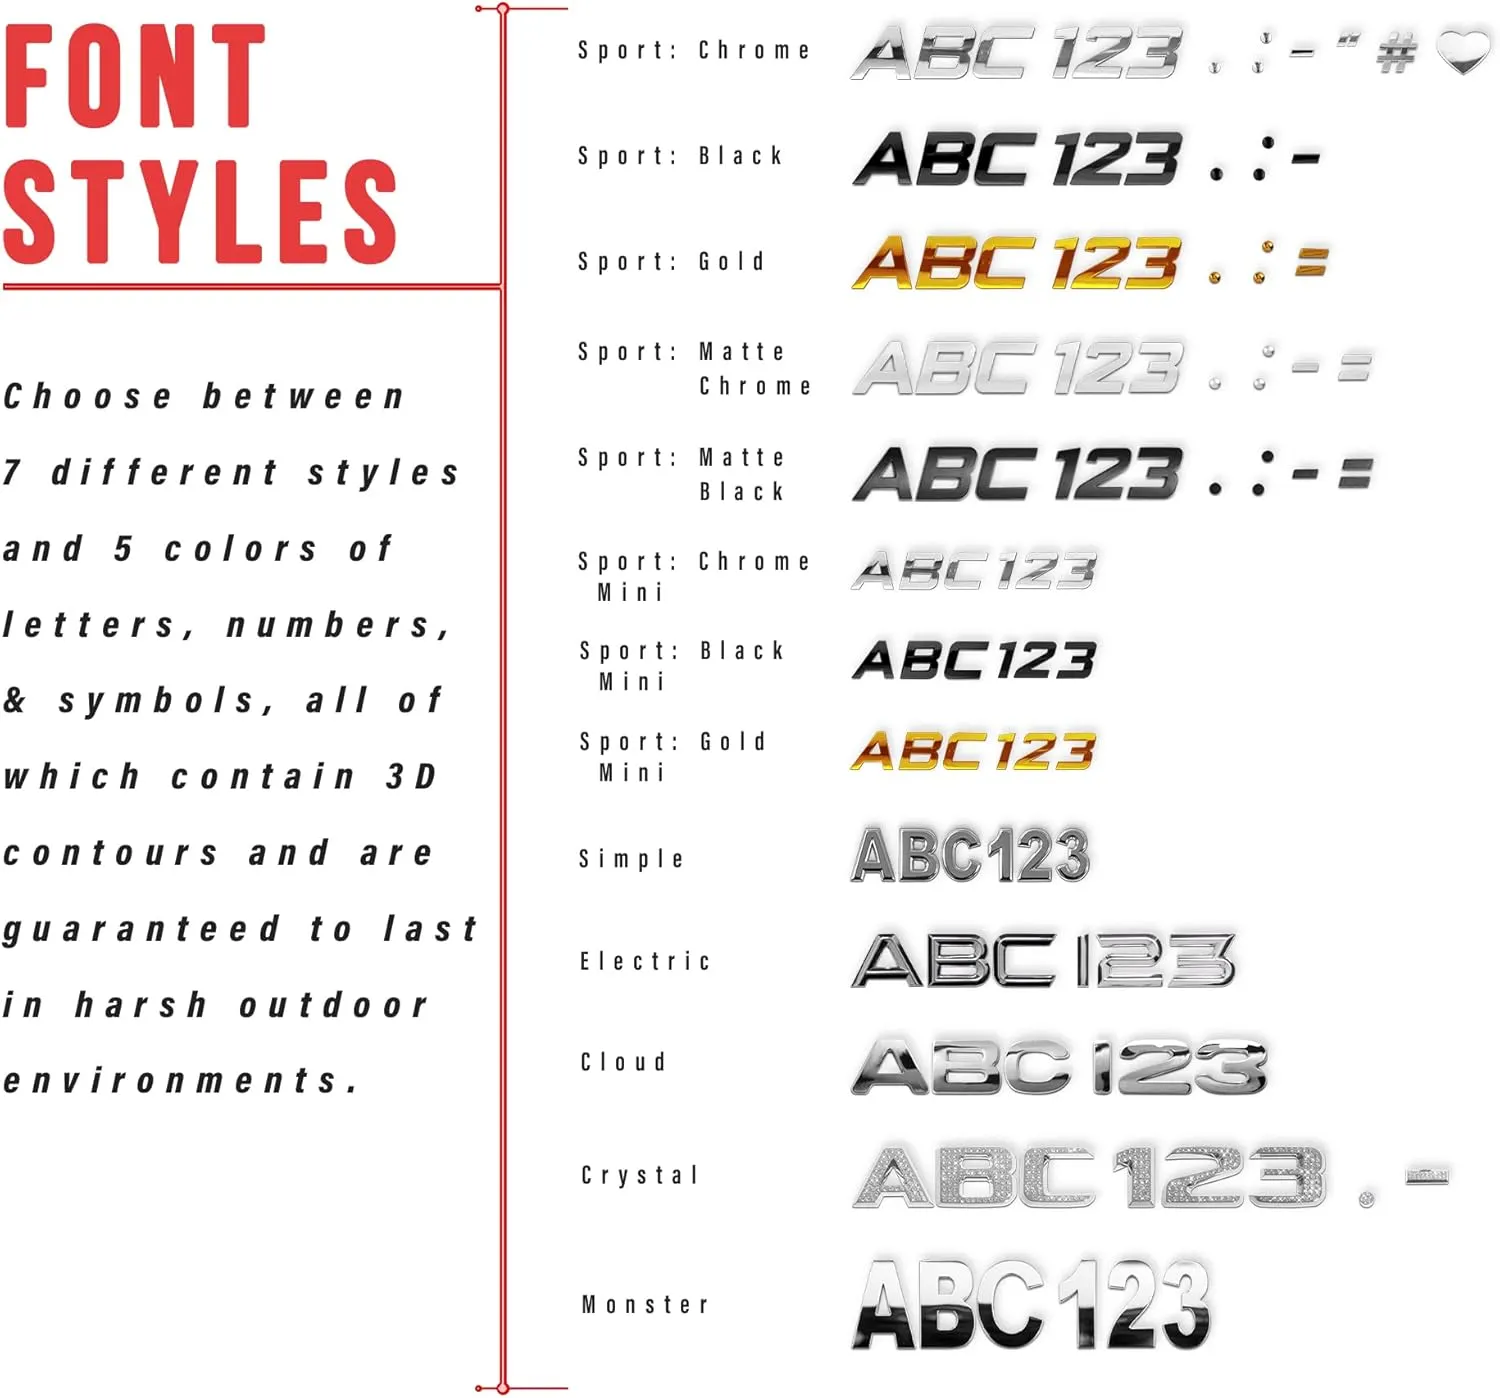 FONT
STYLES
Choose between
7 different styles
and 5 colors of
letters, numbers,
& symbols, all of
which contain 3D
contours and are
guaranteed to last
in harsh outdoor
environments.
Sport: Chrome ABC 123 . : - " # ♥
Sport: Black ABC 123 . : -
Sport: Gold ABC 123 . : =
Sport: Matte
Chrome ABC 123 . : - =
Sport: Matte
Black ABC 123 . : - =
Sport: Chrome
Mini ABC 123
Sport: Black
Mini ABC 123
Sport: Gold
Mini ABC 123
Simple ABC123
Electric ABC 123
Cloud ABC 123
Crystal ABC 123 . -
Monster ABC 123